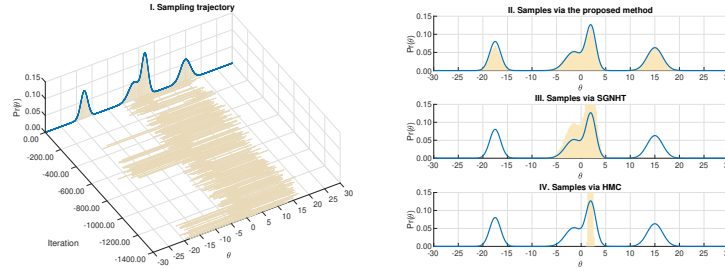 I. Sampling trajectory
0.15
0.10
0.05
0.00
Pr(θ)
0.00
-200.00
-400.00
-600.00
-800.00
-1000.00
-1200.00
-1400.00
Iteration
-30 -25 -20 -15 -10 -5 0 5 10 15 20 25 30
θ
II. Samples via the proposed method
0.15
0.10
0.05
0.00
Pr(θ)
-30 -25 -20 -15 -10 -5 0 5 10 15 20 25 30
θ
III. Samples via SGNHT
0.15
0.10
0.05
0.00
Pr(θ)
-30 -25 -20 -15 -10 -5 0 5 10 15 20 25 30
θ
IV. Samples via HMC
0.15
0.10
0.05
0.00
Pr(θ)
-30 -25 -20 -15 -10 -5 0 5 10 15 20 25 30
θ